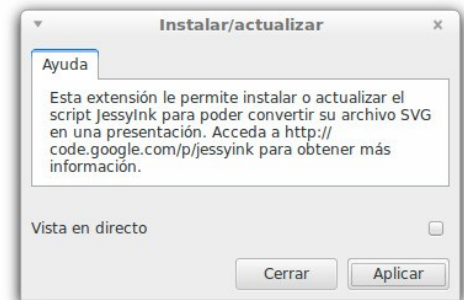 Instalar/actualizar
Ayuda
Esta extensión le permite instalar o actualizar el
script JessyInk para poder convertir su archivo SVG
en una presentación. Acceda a http://
code.google.com/p/jessyink para obtener más
información.
Vista en directo
Cerrar
Aplicar